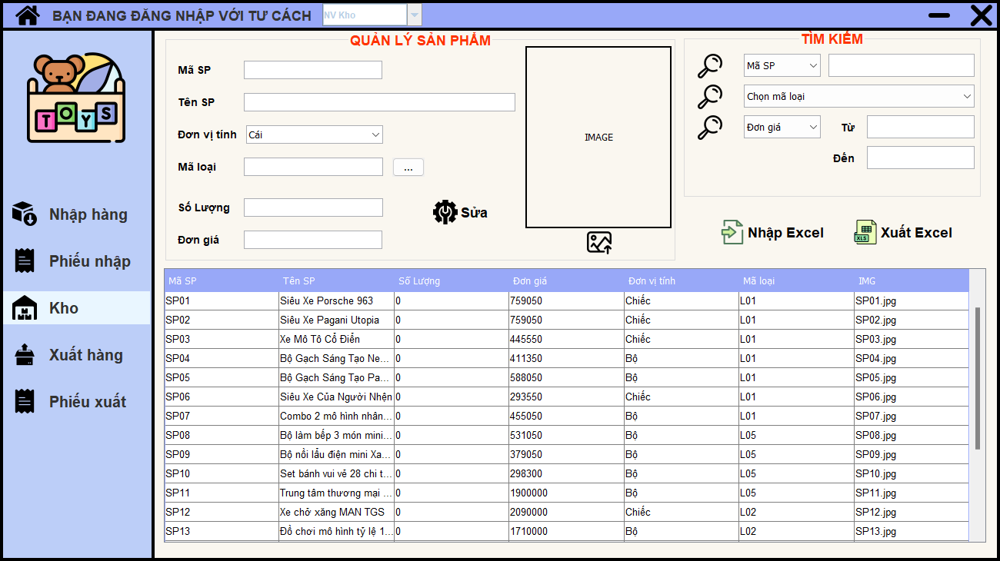 BẠN ĐANG ĐĂNG NHẬP VỚI TƯ CÁCH NV Kho
TOYS
Nhập hàng
Phiếu nhập
Kho
Xuất hàng
Phiếu xuất
QUẢN LÝ SẢN PHẨM
Mã SP
Tên SP
Đơn vị tính Cái
Mã loại ...
Số Lượng
Đơn giá
Sửa
IMAGE
TÌM KIẾM
Mã SP
Chọn mã loại
Đơn giá Từ
Đến
Nhập Excel
XLS Xuất Excel
Mã SP Tên SP Số Lượng Đơn giá Đơn vị tính Mã loại IMG
SP01 Siêu Xe Porsche 963 0 759050 Chiếc L01 SP01.jpg
SP02 Siêu Xe Pagani Utopia 0 759050 Chiếc L01 SP02.jpg
SP03 Xe Mô Tô Cổ Điển 0 445550 Chiếc L01 SP03.jpg
SP04 Bộ Gạch Sáng Tạo Ne... 0 411350 Bộ L01 SP04.jpg
SP05 Bộ Gạch Sáng Tạo Pa... 0 588050 Bộ L01 SP05.jpg
SP06 Siêu Xe Của Người Nhện 0 293550 Chiếc L01 SP06.jpg
SP07 Combo 2 mô hình nhân... 0 455050 Bộ L01 SP07.jpg
SP08 Bộ làm bếp 3 món mini... 0 531050 Bộ L05 SP08.jpg
SP09 Bộ nồi lẩu điện mini Xa... 0 379050 Bộ L05 SP09.jpg
SP10 Set bánh vui vẻ 28 chi t... 0 298300 Bộ L05 SP10.jpg
SP11 Trung tâm thương mại ... 0 1900000 Bộ L05 SP11.jpg
SP12 Xe chở xăng MAN TGS 0 2090000 Chiếc L02 SP12.jpg
SP13 Đồ chơi mô hình tỷ lệ 1... 0 1710000 Bộ L02 SP13.jpg